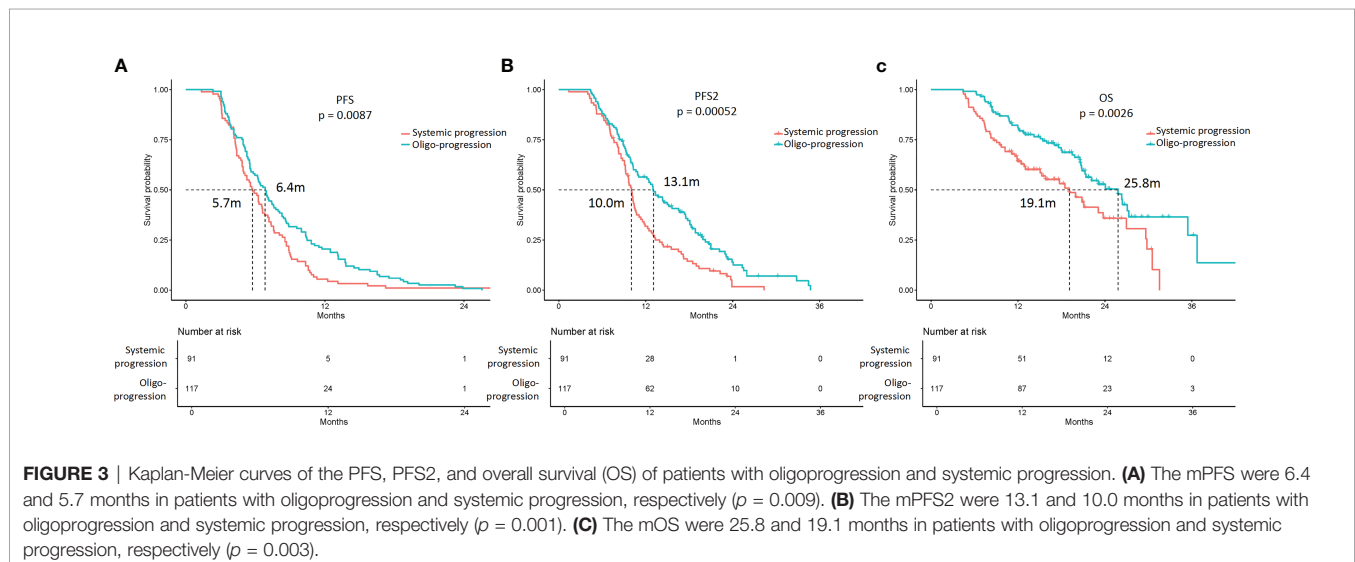 A
PFS
p = 0.0087
Systemic progression
Oligo-progression
1.00
0.75
0.50
0.25
0.00
Survival probability
6.4m
5.7m
0
12
24
Months
Number at risk
Systemic progression
91
5
1
Oligo-
progression
117
24
1
0
12
24
Months
B
PFS2
p = 0.00052
Systemic progression
Oligo-progression
1.00
0.75
0.50
0.25
0.00
Survival probability
13.1m
10.0m
0
12
24
36
Months
Number at risk
Systemic
progression
91
28
1
0
Oligo-
progression
117
62
10
0
0
12
24
36
Months
c
OS
p = 0.0026
Systemic progression
Oligo-progression
1.00
0.75
0.50
0.25
0.00
Survival probability
25.8m
19.1m
0
12
24
36
Months
Number at risk
Systemic
progression
91
51
12
0
Oligo-
progression
117
87
23
3
0
12
24
36
Months
FIGURE 3 | Kaplan-Meier curves of the PFS, PFS2, and overall survival (OS) of patients with oligoprogression and systemic progression. (A) The mPFS were 6.4
and 5.7 months in patients with oligoprogression and systemic progression, respectively (p = 0.009). (B) The mPFS2 were 13.1 and 10.0 months in patients with
oligoprogression and systemic progression, respectively (p = 0.001). (C) The mOS were 25.8 and 19.1 months in patients with oligoprogression and systemic
progression, respectively (p = 0.003).